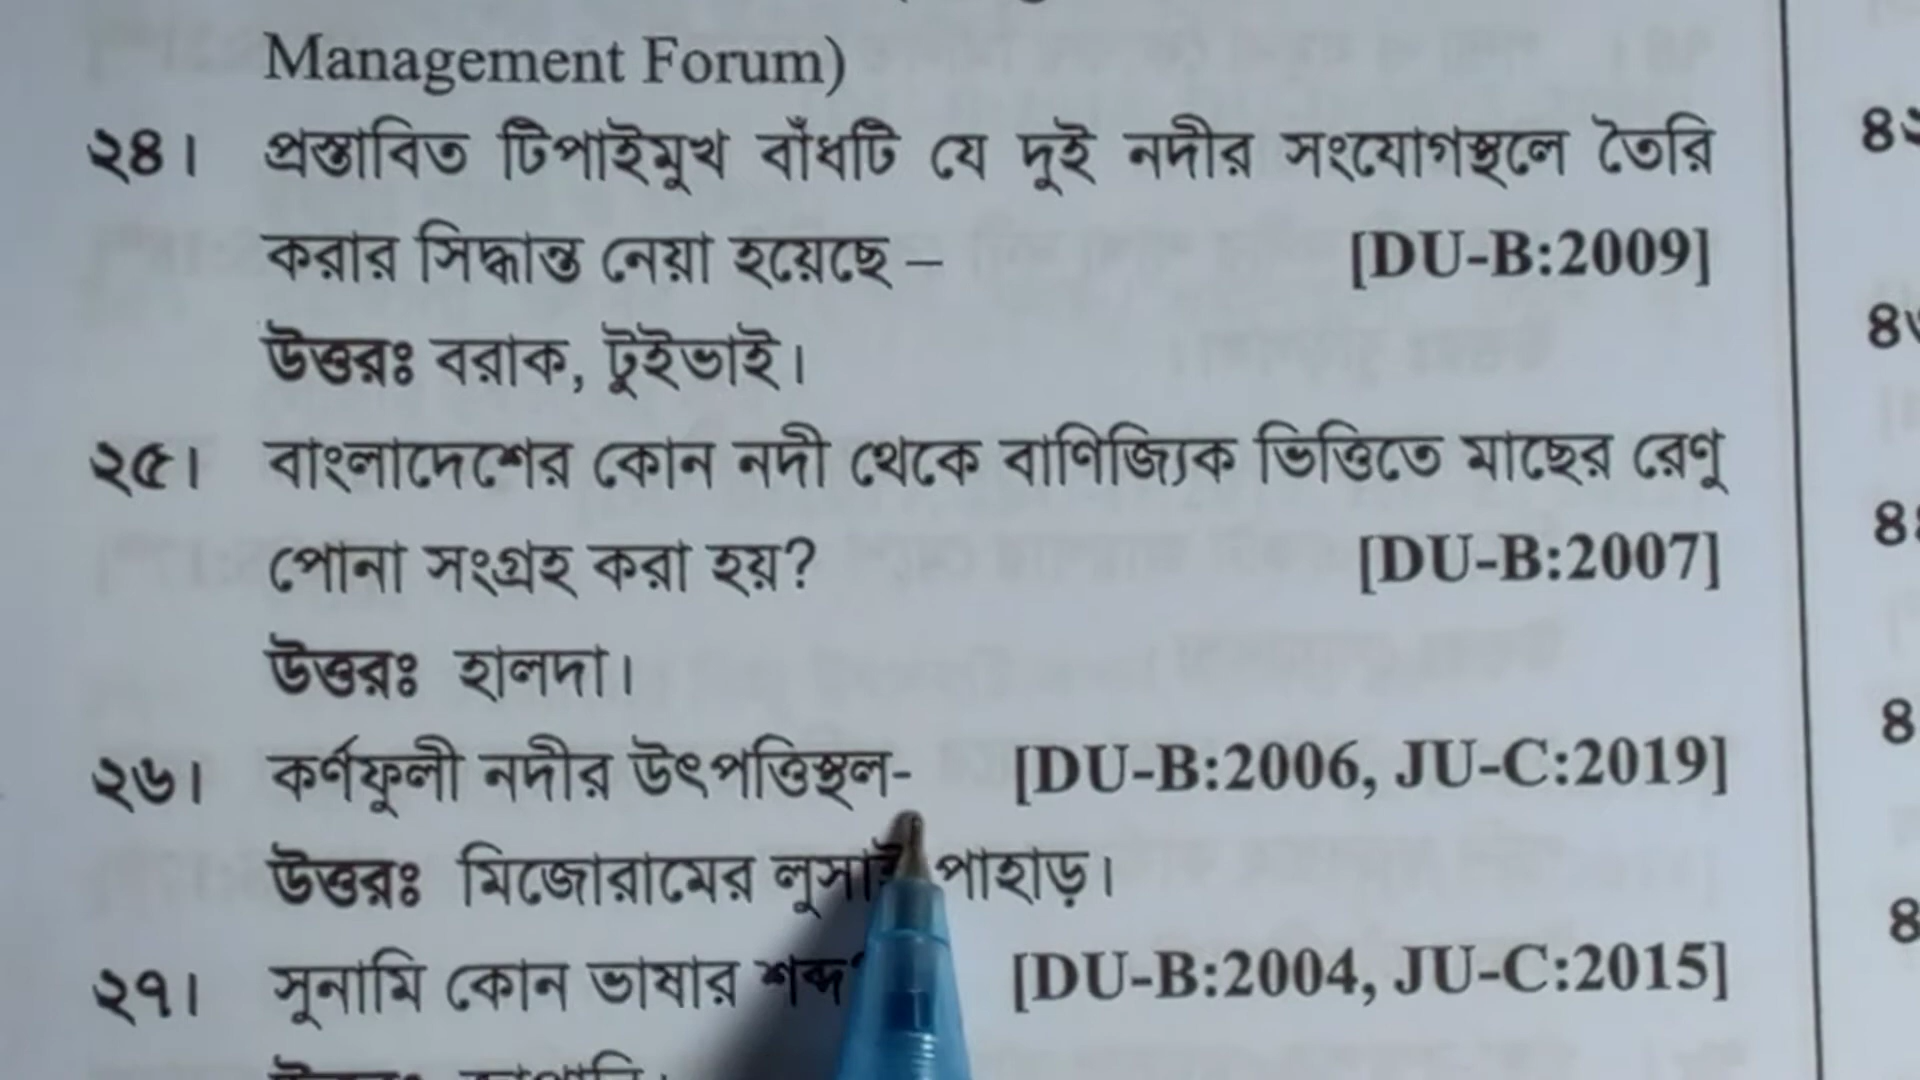 Management Forum)
২৪। প্রস্তাবিত টিপাইমুখ বাঁধটি যে দুই নদীর সংযোগস্থলে তৈরি
করার সিদ্ধান্ত নেয়া হয়েছে – [DU-B:2009]
উত্তরঃ বরাক, টুইভাই।
২৫। বাংলাদেশের কোন নদী থেকে বাণিজ্যিক ভিত্তিতে মাছের রেণু
পোনা সংগ্রহ করা হয়? [DU-B:2007]
উত্তরঃ হালদা।
২৬। কর্ণফুলী নদীর উৎপত্তিস্থল- [DU-B:2006, JU-C:2019]
উত্তরঃ মিজোরামের লুসাই পাহাড়।
২৭। সুনামি কোন ভাষার শব্দ [DU-B:2004, JU-C:2015]